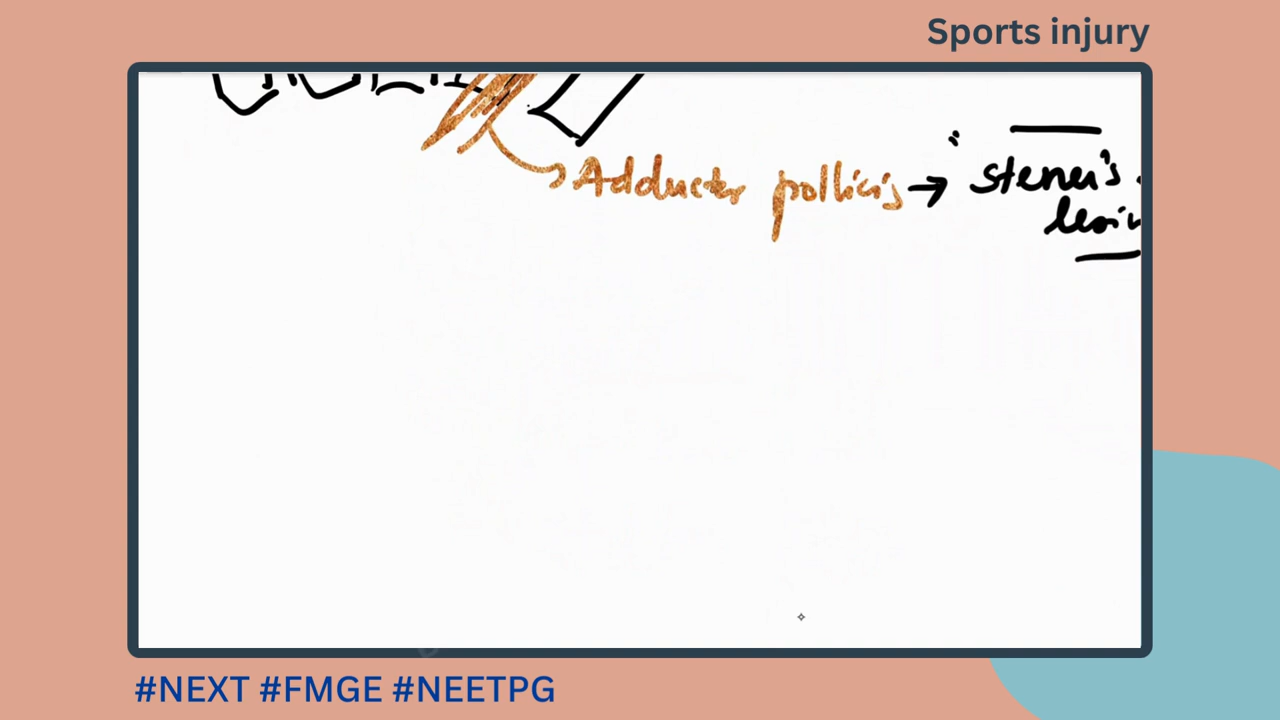 Sports injury
Adductor pollicis → Stener's
lesion
#NEXT #FMGE #NEETPG